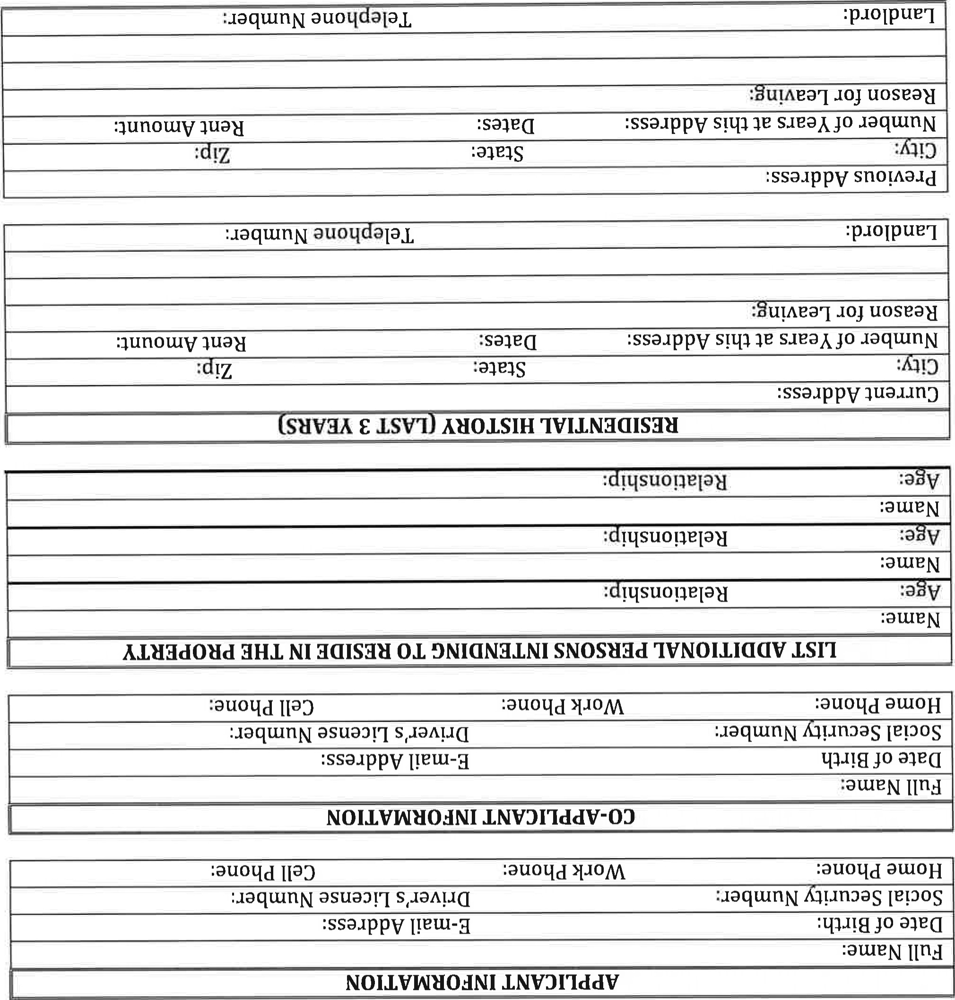 APPLICANT INFORMATION
Full Name:
Date of Birth: E-mail Address:
Social Security Number: Driver's License Number:
Home Phone: Work Phone: Cell Phone:
CO-APPLICANT INFORMATION
Full Name:
Date of Birth E-mail Address:
Social Security Number: Driver's License Number:
Home Phone: Work Phone: Cell Phone:
LIST ADDITIONAL PERSONS INTENDING TO RESIDE IN THE PROPERTY
Name:
Age: Relationship:
Name:
Age: Relationship:
Name:
Age: Relationship:
RESIDENTIAL HISTORY (LAST 3 YEARS)
Current Address:
City: State: Zip:
Number of Years at this Address: Dates: Rent Amount:
Reason for Leaving:
Landlord: Telephone Number:
Previous Address:
City: State: Zip:
Number of Years at this Address: Dates: Rent Amount:
Reason for Leaving:
Landlord: Telephone Number: